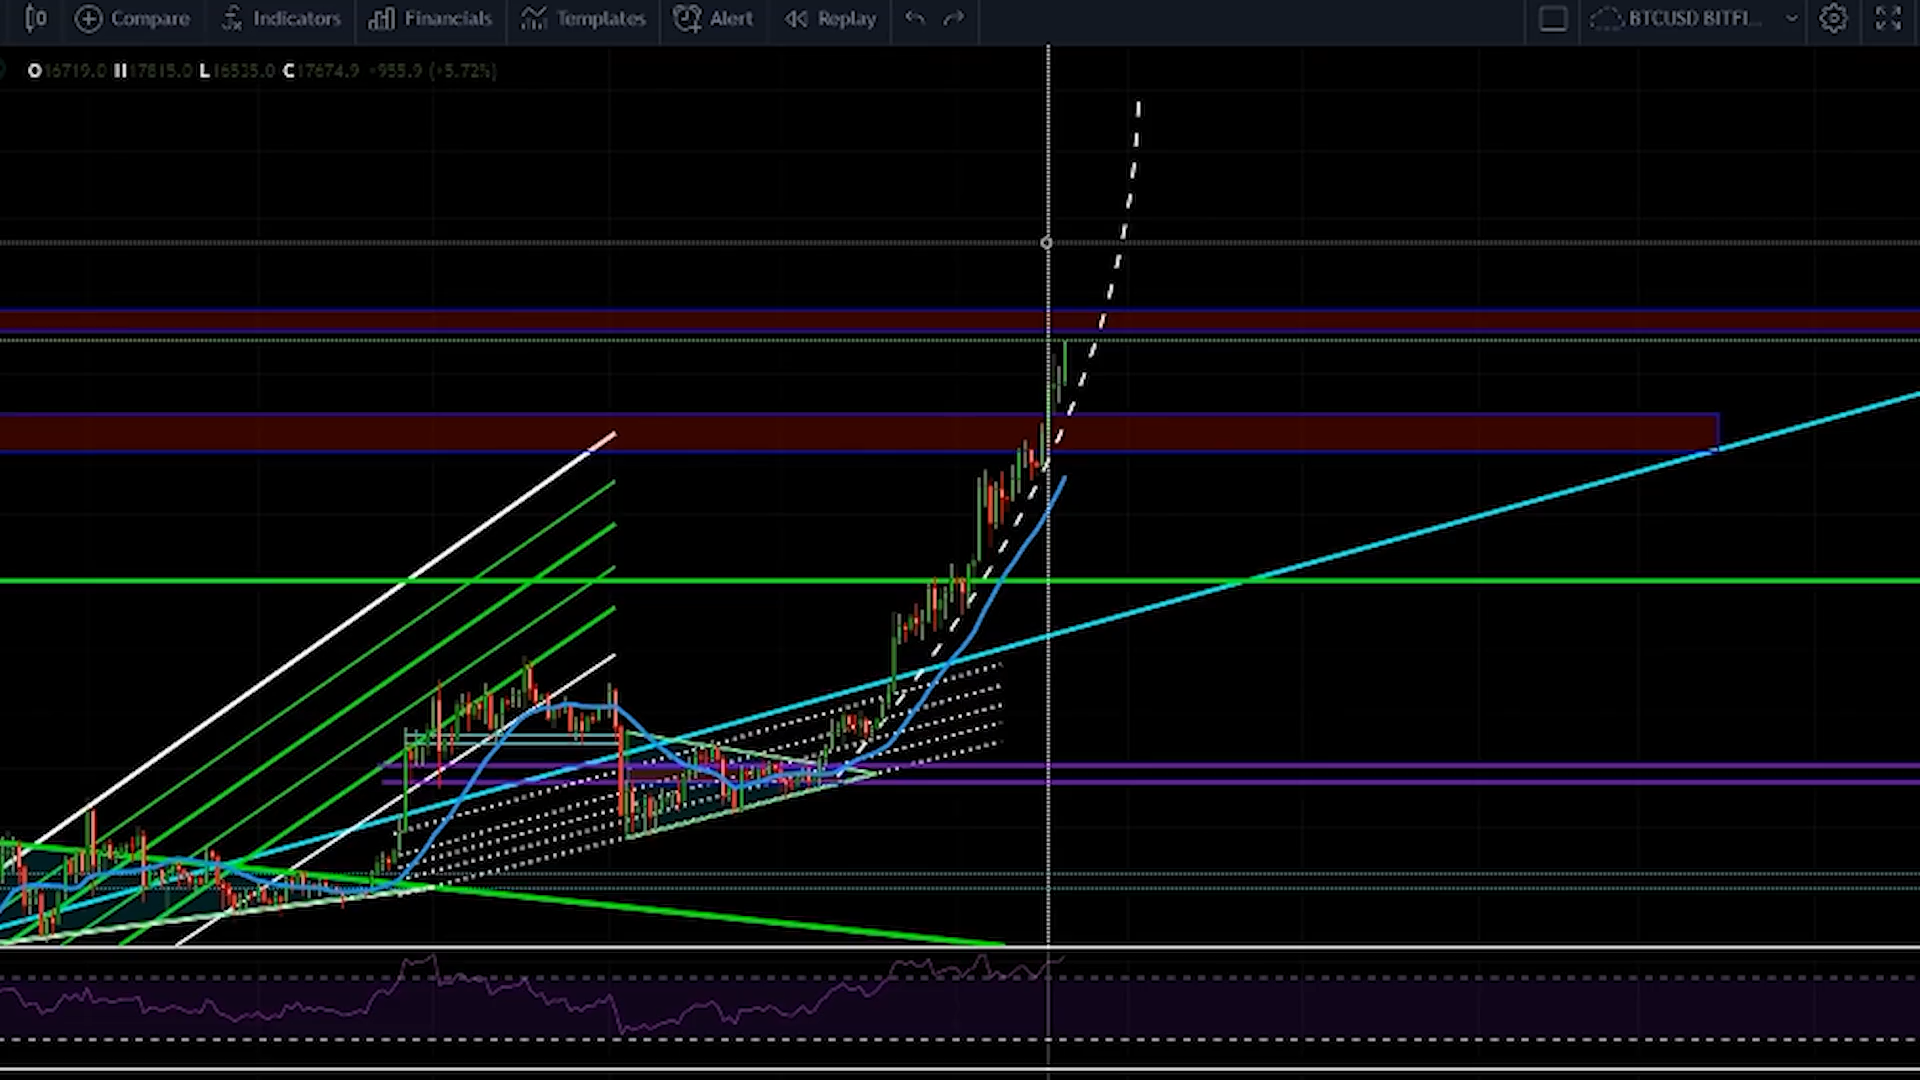 Compare Indicators Financials Templates Alert Replay BTCUSD BITFI...
O16719.0 H17815.0 L16535.0 C17674.9 +955.9 (+5.72%)